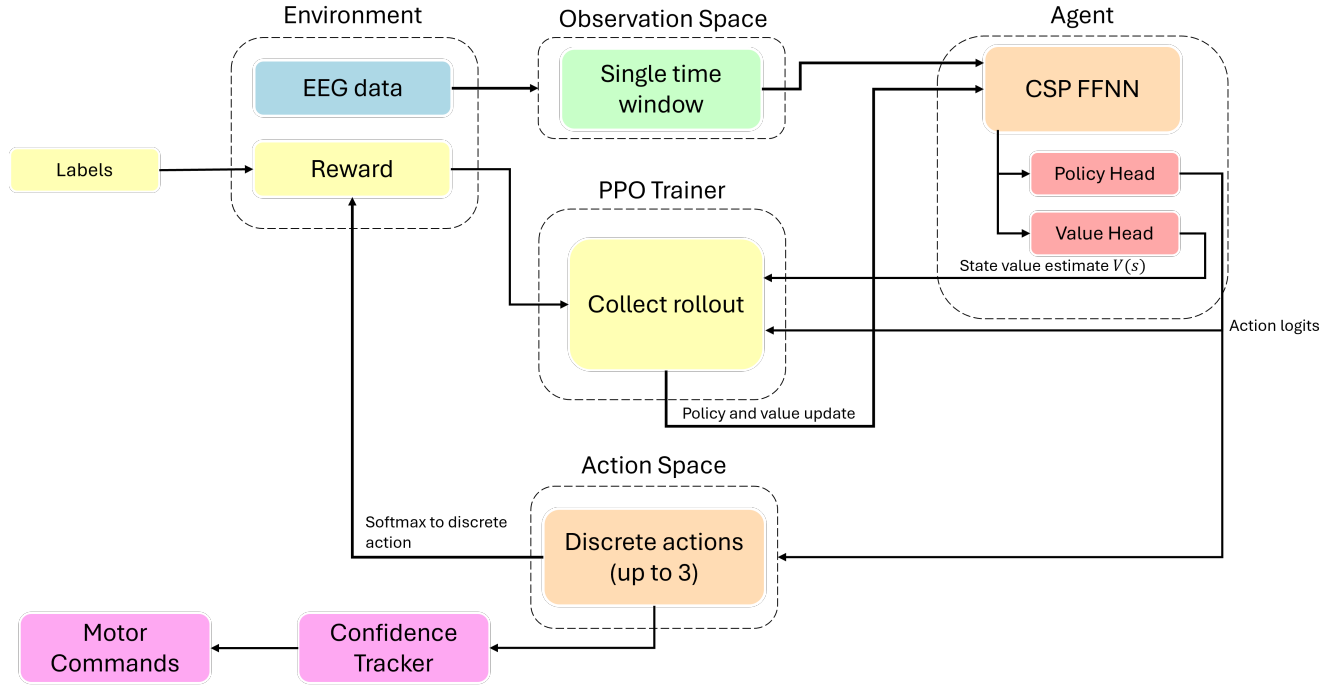 Environment
Observation Space
Agent
EEG data
Single time
window
CSP FFNN
Labels
Reward
Policy Head
PPO Trainer
Value Head
State value estimate V(s)
Collect rollout
Action logits
Policy and value update
Action Space
Softmax to discrete
action
Discrete actions
(up to 3)
Motor
Commands
Confidence
Tracker